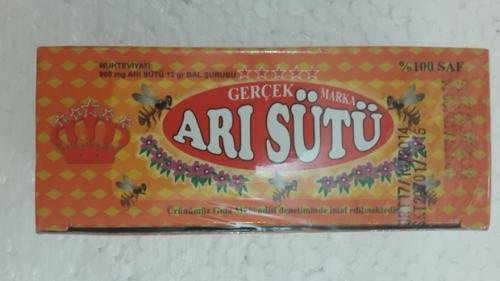 MUHTEVİYATI:
800 mg ARI SÜTÜ 12 gr BAL ŞURUBU
%100 SAF
GERÇEK MARKA
ARI SÜTÜ
Ürünümüz Gıda Mühendisi denetiminde imal edilmektedir